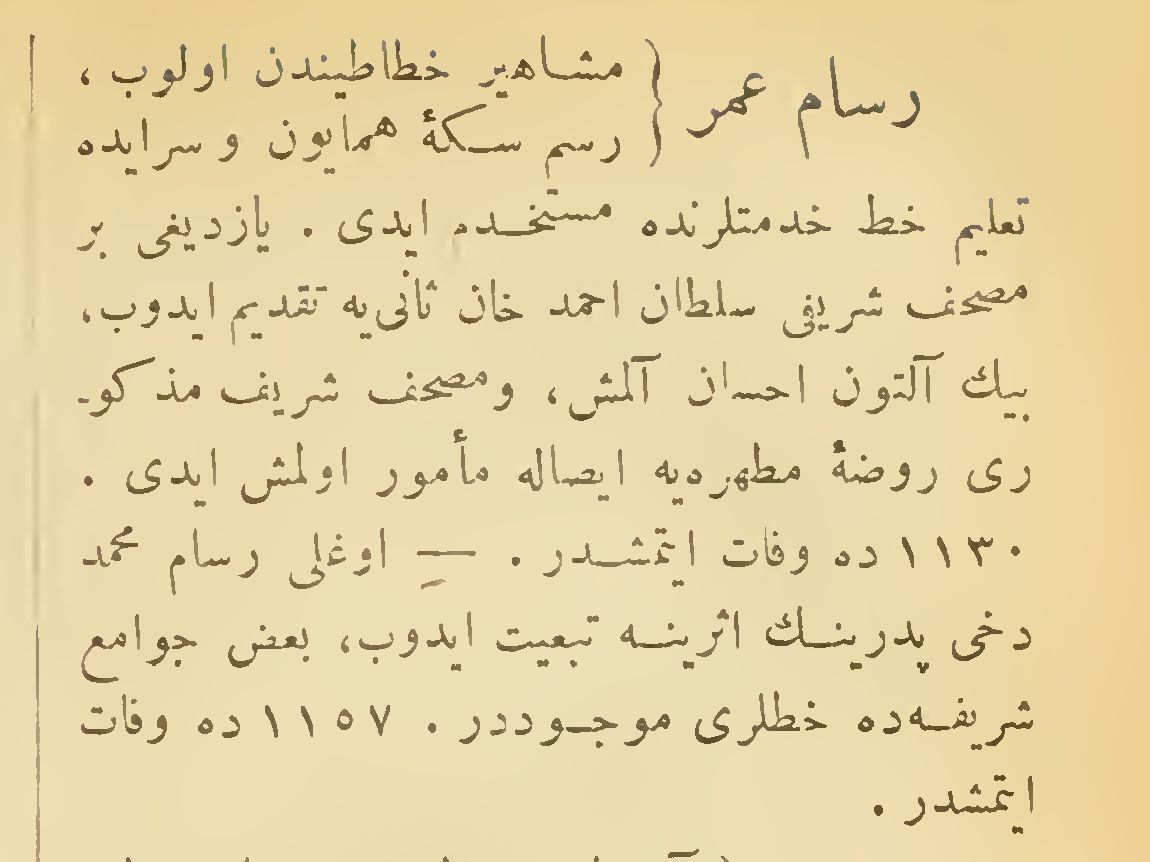 رسام عمر { مشاهیر خطاطیندن اولوب ،
رسم سکهٔ همایون و سرایده
تعلیم خط خدمتلرنده مستخدم ایدی . یازدیغی بر
مصحف شریفی سلطان احمد خان ثانی‌یه تقدیم ایدوب،
بیك آلتون احسان آلمش، ومصحف شریف مذکو-
ری روضهٔ مطهره‌یه ایصاله مأمور اولمش ایدی .
۱۱۳۰ ده وفات ایتمشدر . — اوغلی رسام محمد
دخی پدرینك اثرینه تبعیت ایدوب، بعض جوامع
شریفه‌ده خطلری موجوددر . ۱۱۵۷ ده وفات
ایتمشدر .